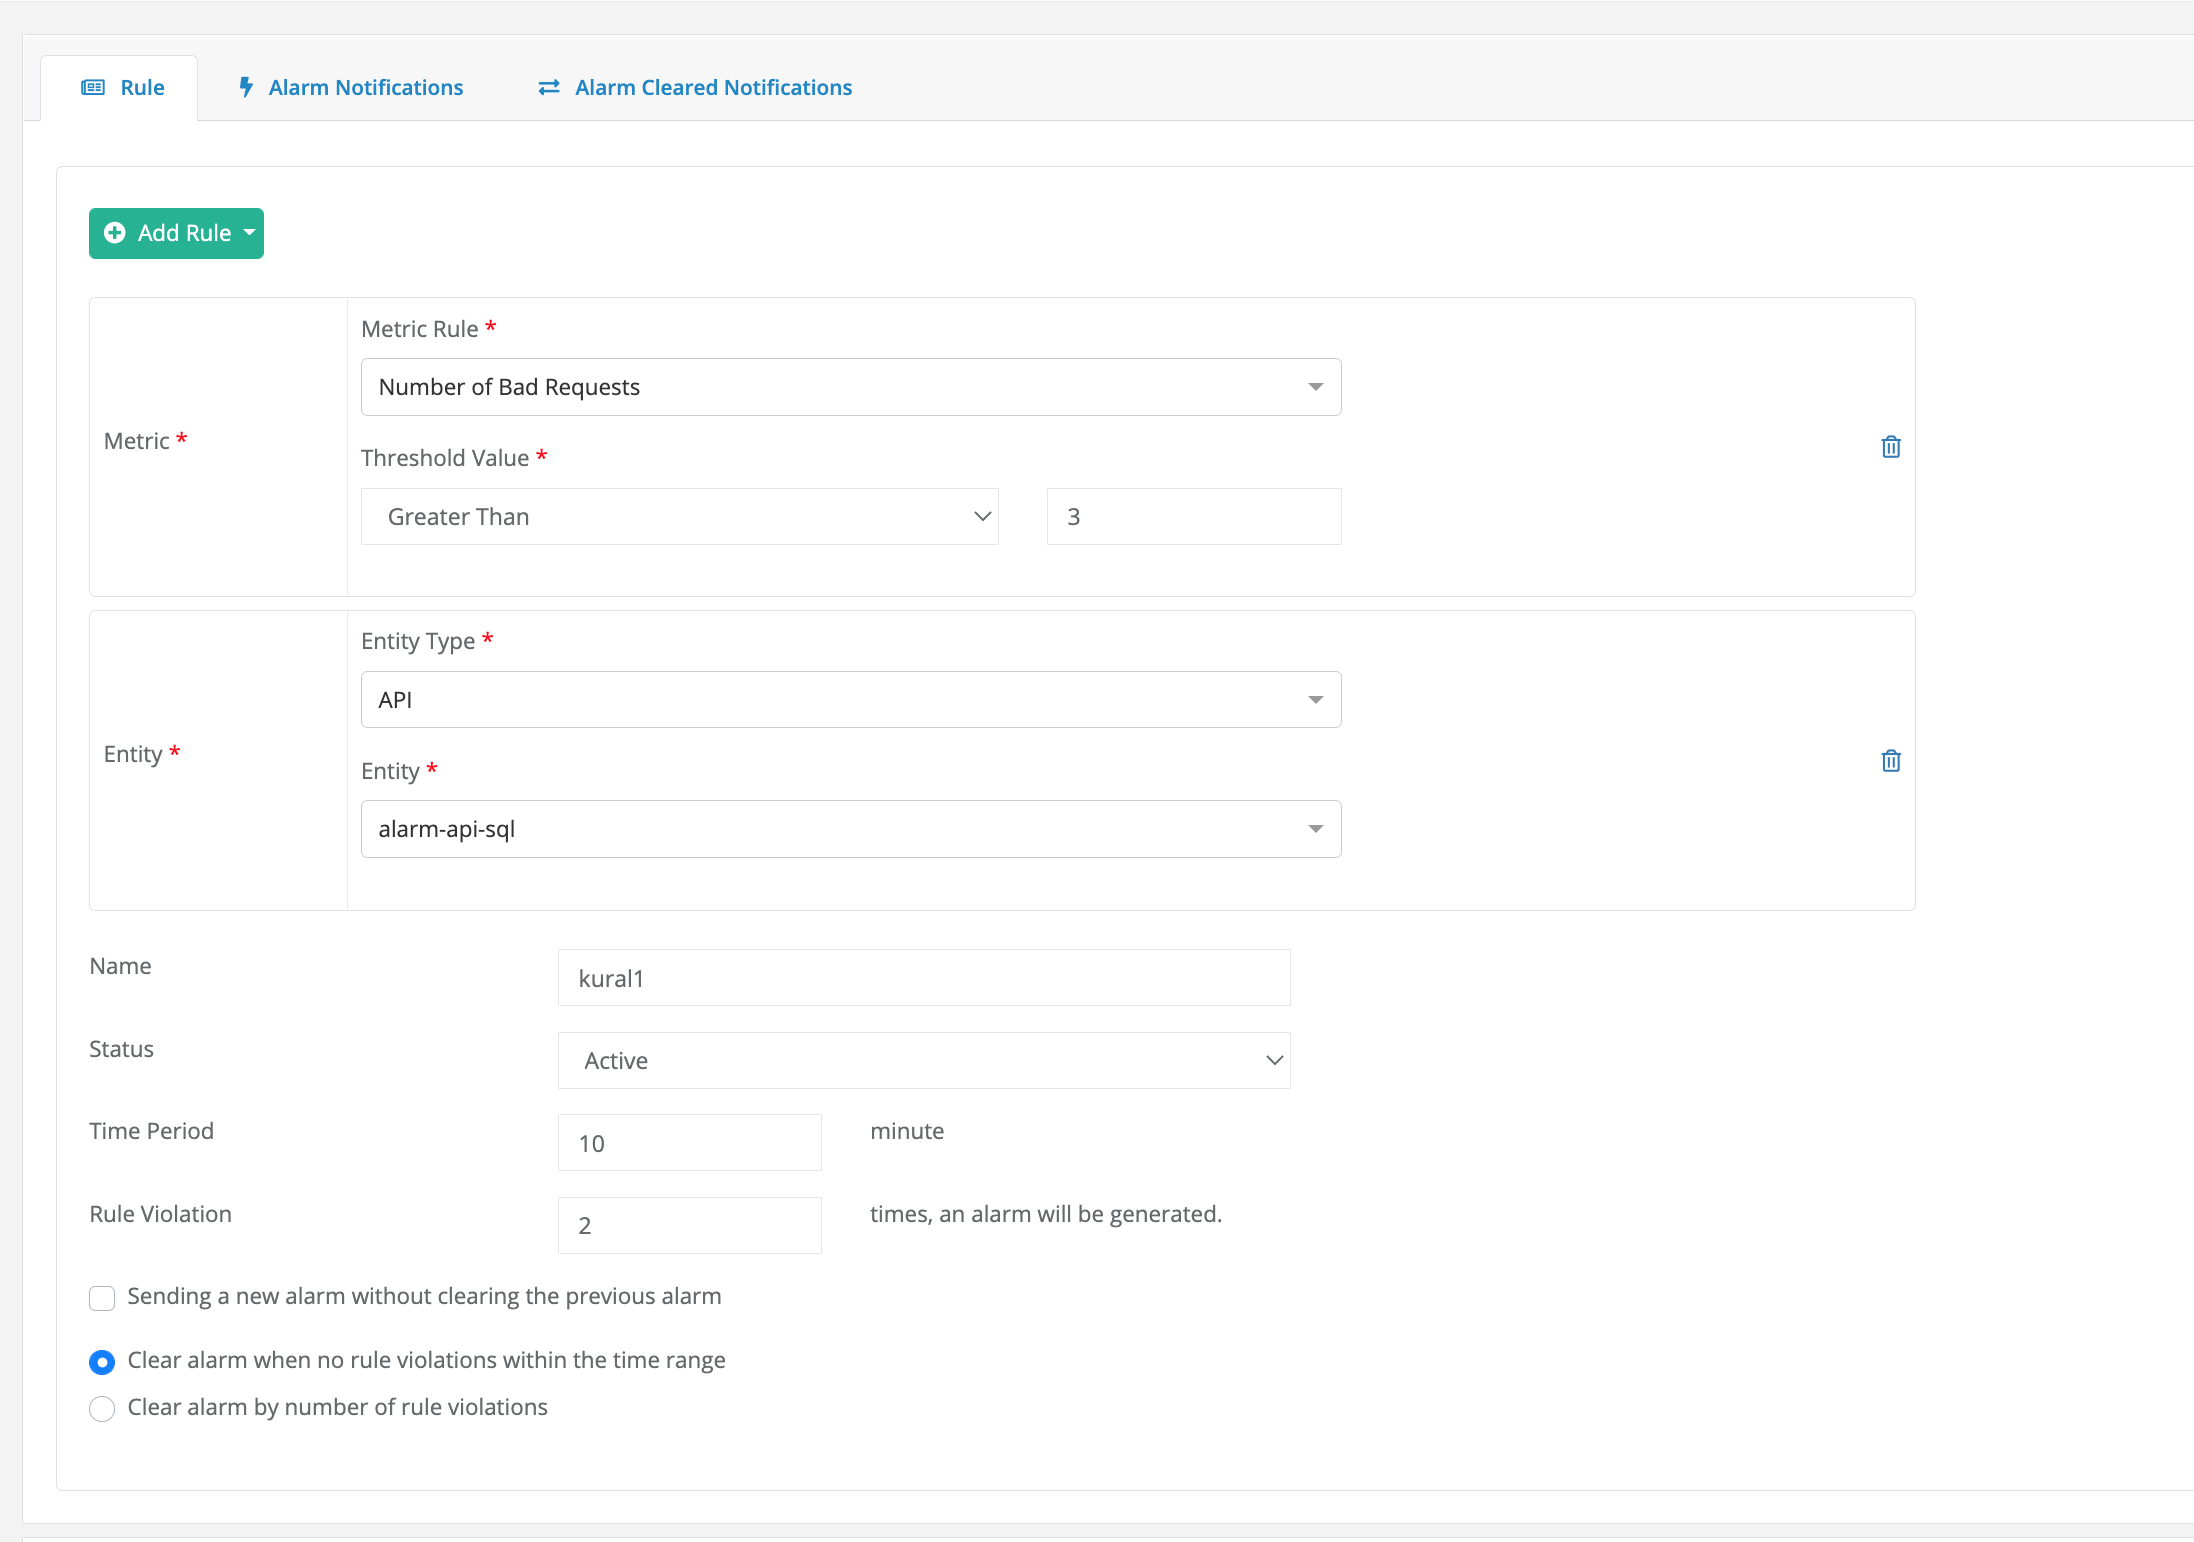 Rule Alarm Notifications Alarm Cleared Notifications
Add Rule
Metric Rule *
Number of Bad Requests
Metric *
Threshold Value *
Greater Than 3
Entity Type *
API
Entity *
Entity *
alarm-api-sql
Name kural1
Status Active
Time Period 10 minute
Rule Violation 2 times, an alarm will be generated.
Sending a new alarm without clearing the previous alarm
Clear alarm when no rule violations within the time range
Clear alarm by number of rule violations